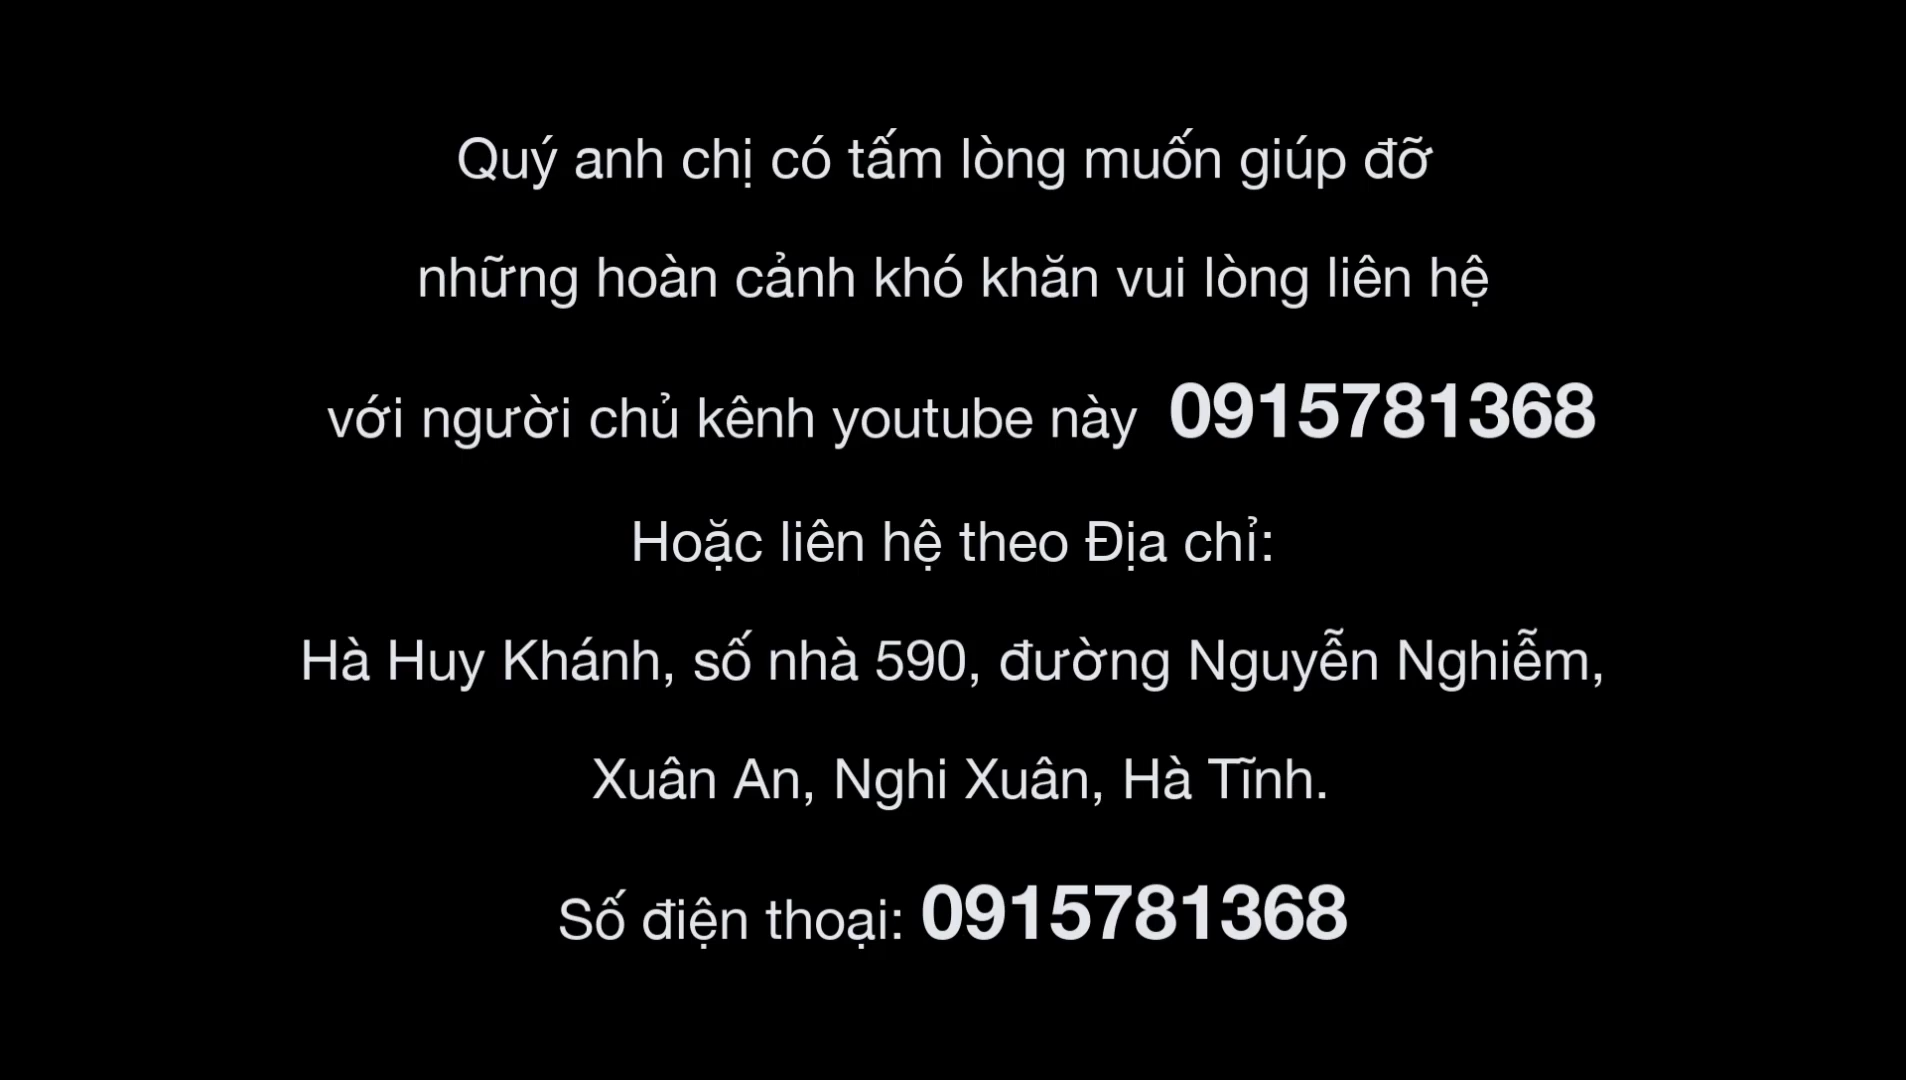 Quý anh chị có tấm lòng muốn giúp đỡ
những hoàn cảnh khó khăn vui lòng liên hệ
với người chủ kênh youtube này 0915781368
Hoặc liên hệ theo Địa chỉ:
Hà Huy Khánh, số nhà 590, đường Nguyễn Nghiễm,
Xuân An, Nghi Xuân, Hà Tĩnh.
Số điện thoại: 0915781368